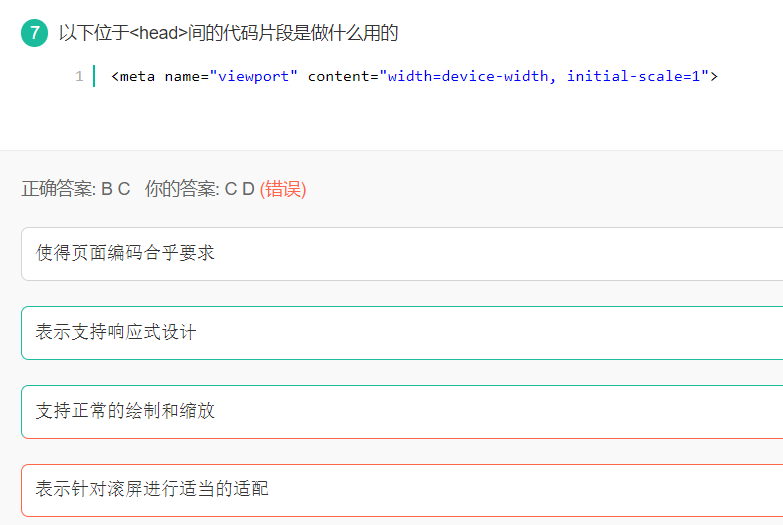 7 以下位于<head>间的代码片段是做什么用的
1 <meta name="viewport" content="width=device-width, initial-scale=1">
正确答案: B C 你的答案: C D (错误)
使得页面编码合乎要求
表示支持响应式设计
支持正常的绘制和缩放
表示针对滚屏进行适当的适配